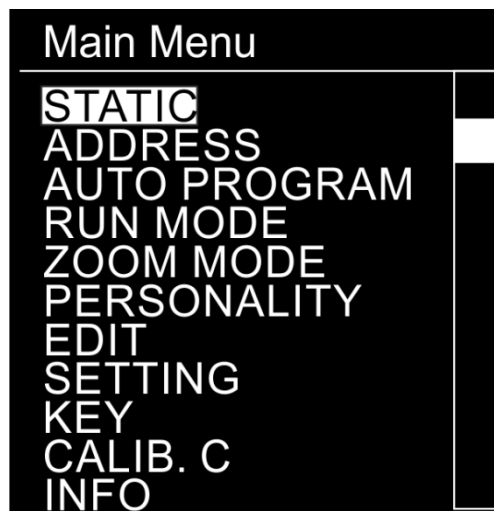 Main Menu
STATIC
ADDRESS
AUTO PROGRAM
RUN MODE
ZOOM MODE
PERSONALITY
EDIT
SETTING
KEY
CALIB. C
INFO